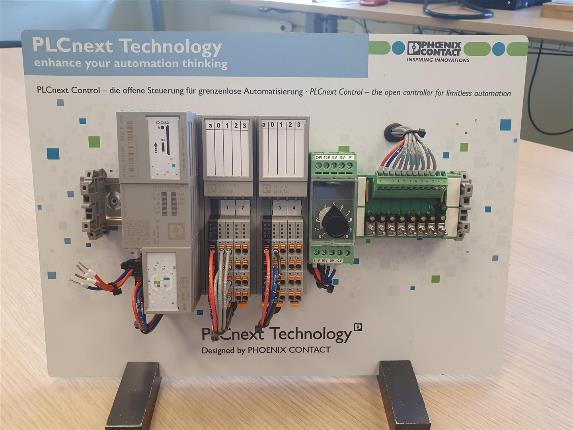 PLCnext Technology
enhance your automation thinking
PHŒNIX
CONTACT
INSPIRING INNOVATIONS
PLCnext Control – die offene Steuerung für grenzenlose Automatisierung · PLCnext Control – the open controller for limitless automation
a 0 1 2 3
a 0 1 2 3
PLCnext Technology
Designed by PHOENIX CONTACT